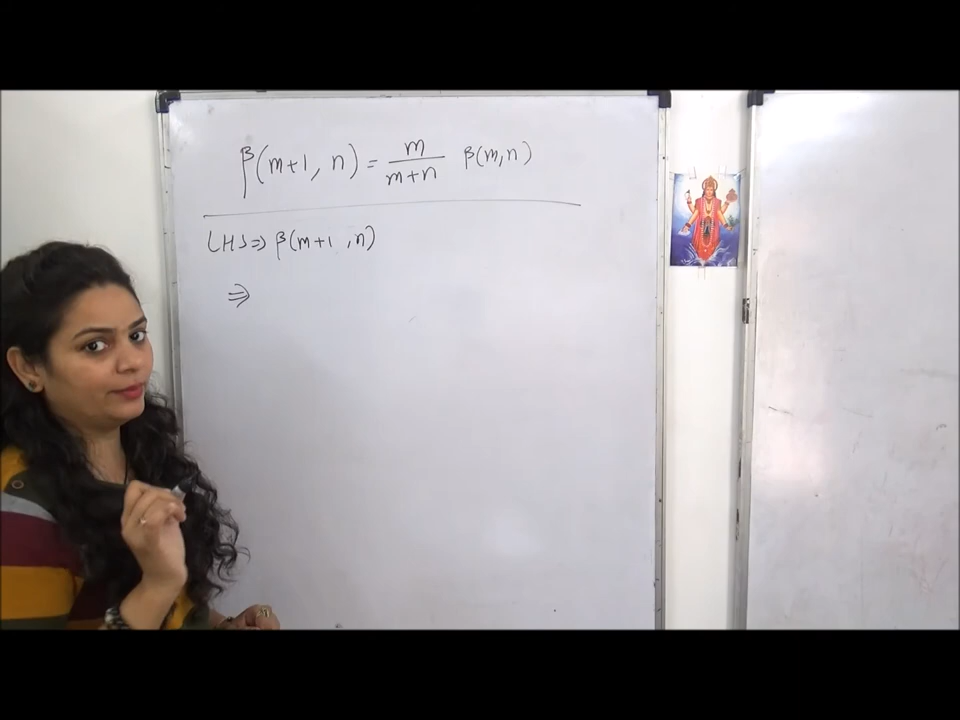 β(m+1, n) = m/(m+n) β(m,n)
LHS => β(m+1, n)
=>